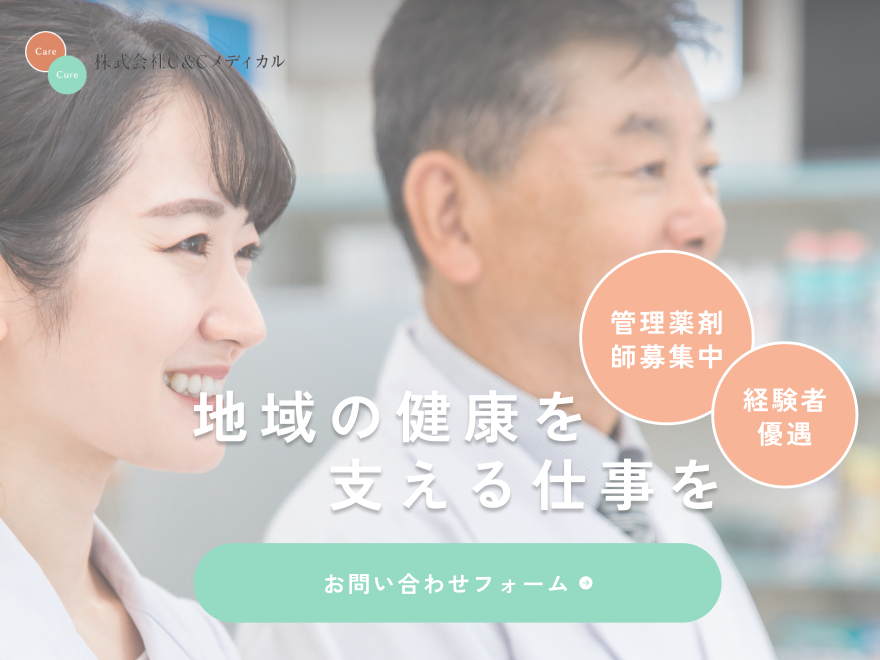 Care
Cure
株式会社C&Cメディカル
管理薬剤
師募集中
経験者
優遇
地域の健康を
支える仕事を
お問い合わせフォーム